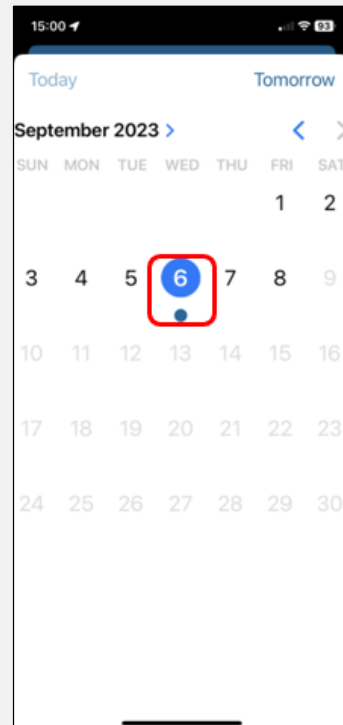 15:00 93
Today Tomorrow
September 2023
SUN MON TUE WED THU FRI SAT
1 2
3 4 5 6 7 8 9
10 11 12 13 14 15 16
17 18 19 20 21 22 23
24 25 26 27 28 29 30